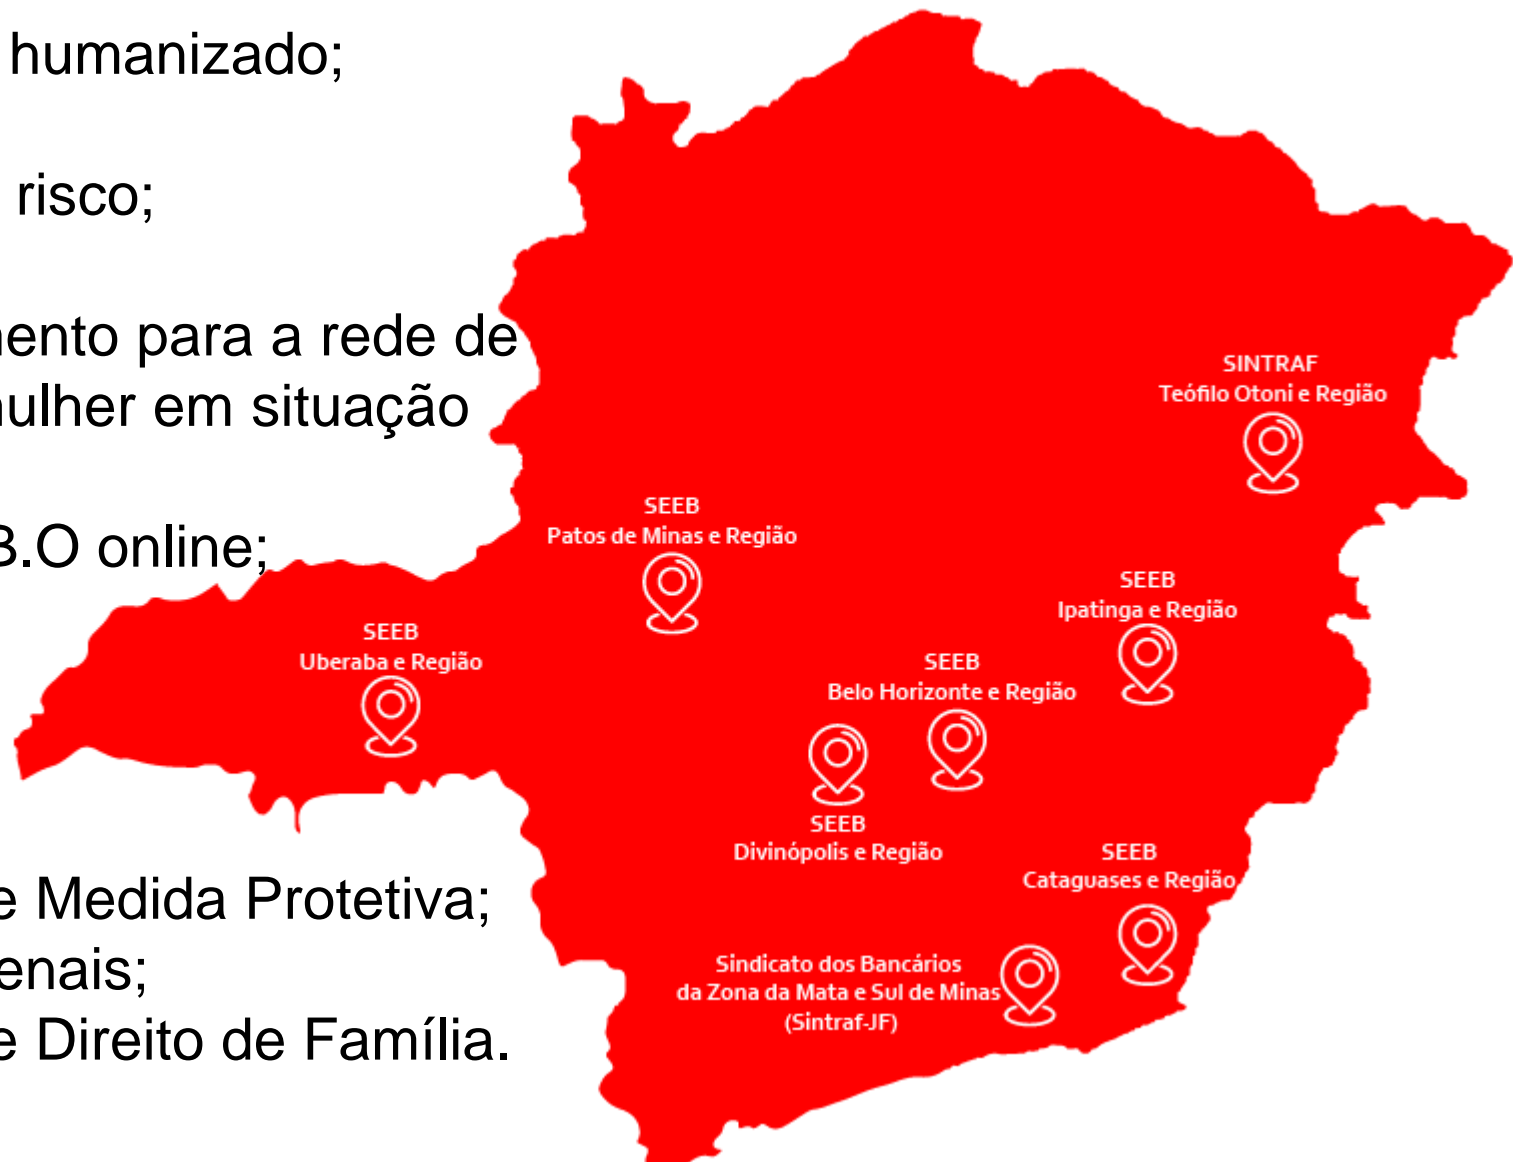 humanizado;
risco;
mento para a rede de
mulher em situação
B.O online;
e Medida Protetiva;
enais;
e Direito de Família.
SINTRAF
Teófilo Otoni e Região
SEEB
Patos de Minas e Região
SEEB
Ipatinga e Região
SEEB
Uberaba e Região
SEEB
Belo Horizonte e Região
SEEB
Divinópolis e Região
SEEB
Cataguases e Região
Sindicato dos Bancários
da Zona da Mata e Sul de Minas
(Sintraf-JF)